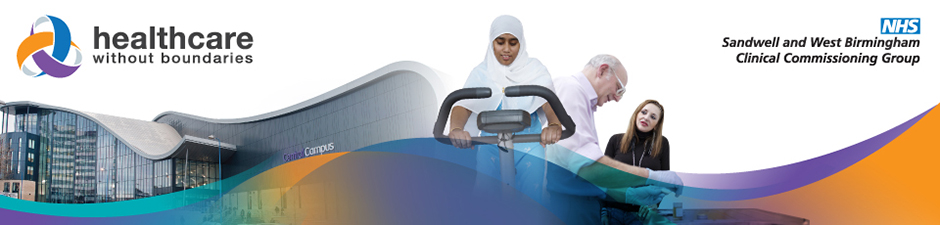 healthcare
without boundaries
NHS
Sandwell and West Birmingham
Clinical Commissioning Group
Campus